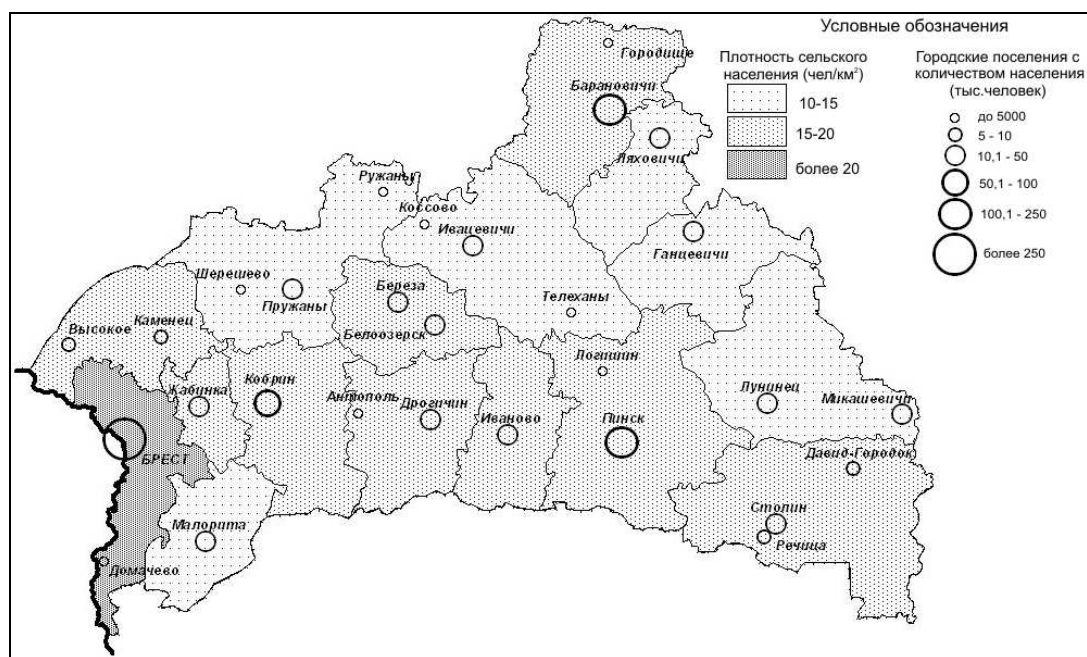 Условные обозначения
Плотность сельского
населения (чел/км²)
10-15
15-20
более 20
Городские поселения с
количеством населения
(тыс.человек)
до 5000
5 - 10
10,1 - 50
50,1 - 100
100,1 - 250
более 250
Городище
Барановичи
Ляховичи
Ружаны
Коссово
Ивацевичи
Ганцевичи
Шерешево
Пружаны
Береза
Белоозерск
Телеханы
Высокое
Каменец
Жабинка
Кобрин
Антополь
Дрогичин
Иваново
Логишин
Пинск
Лунинец
Микашевичи
БРЕСТ
Давид-Городок
Столин
Речица
Малорита
Домачево